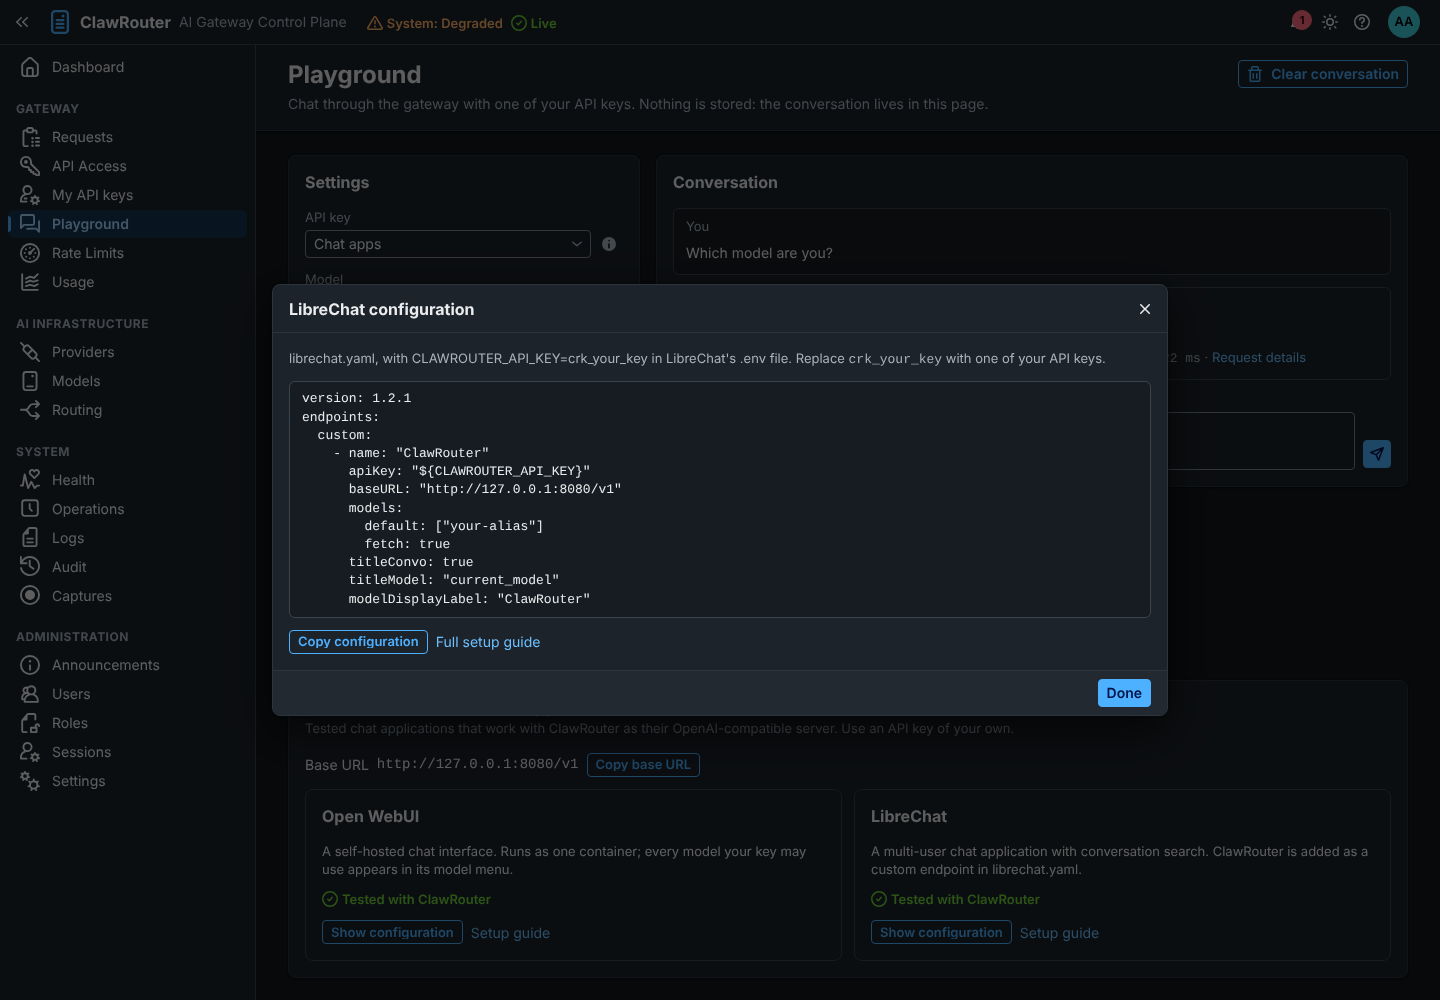 ClawRouter AI Gateway Control Plane System: Degraded Live 1 AA
Dashboard
GATEWAY
Requests
API Access
My API keys
Playground
Rate Limits
Usage
AI INFRASTRUCTURE
Providers
Models
Routing
SYSTEM
Health
Operations
Logs
Audit
Captures
ADMINISTRATION
Announcements
Users
Roles
Sessions
Settings
Playground
Clear conversation
Chat through the gateway with one of your API keys. Nothing is stored: the conversation lives in this page.
Settings
API key
Chat apps
Model
Conversation
You
Which model are you?
2 ms · Request details
LibreChat configuration
librechat.yaml, with CLAWROUTER_API_KEY=crk_your_key in LibreChat's .env file. Replace crk_your_key with one of your API keys.
version: 1.2.1
endpoints:
  custom:
    - name: "ClawRouter"
      apiKey: "${CLAWROUTER_API_KEY}"
      baseURL: "http://127.0.0.1:8080/v1"
      models:
        default: ["your-alias"]
        fetch: true
      titleConvo: true
      titleModel: "current_model"
      modelDisplayLabel: "ClawRouter"
Copy configuration Full setup guide
Done
Tested chat applications that work with ClawRouter as their OpenAI-compatible server. Use an API key of your own.
Base URL http://127.0.0.1:8080/v1 Copy base URL
Open WebUI
A self-hosted chat interface. Runs as one container; every model your key may
use appears in its model menu.
Tested with ClawRouter
Show configuration Setup guide
LibreChat
A multi-user chat application with conversation search. ClawRouter is added as a
custom endpoint in librechat.yaml.
Tested with ClawRouter
Show configuration Setup guide